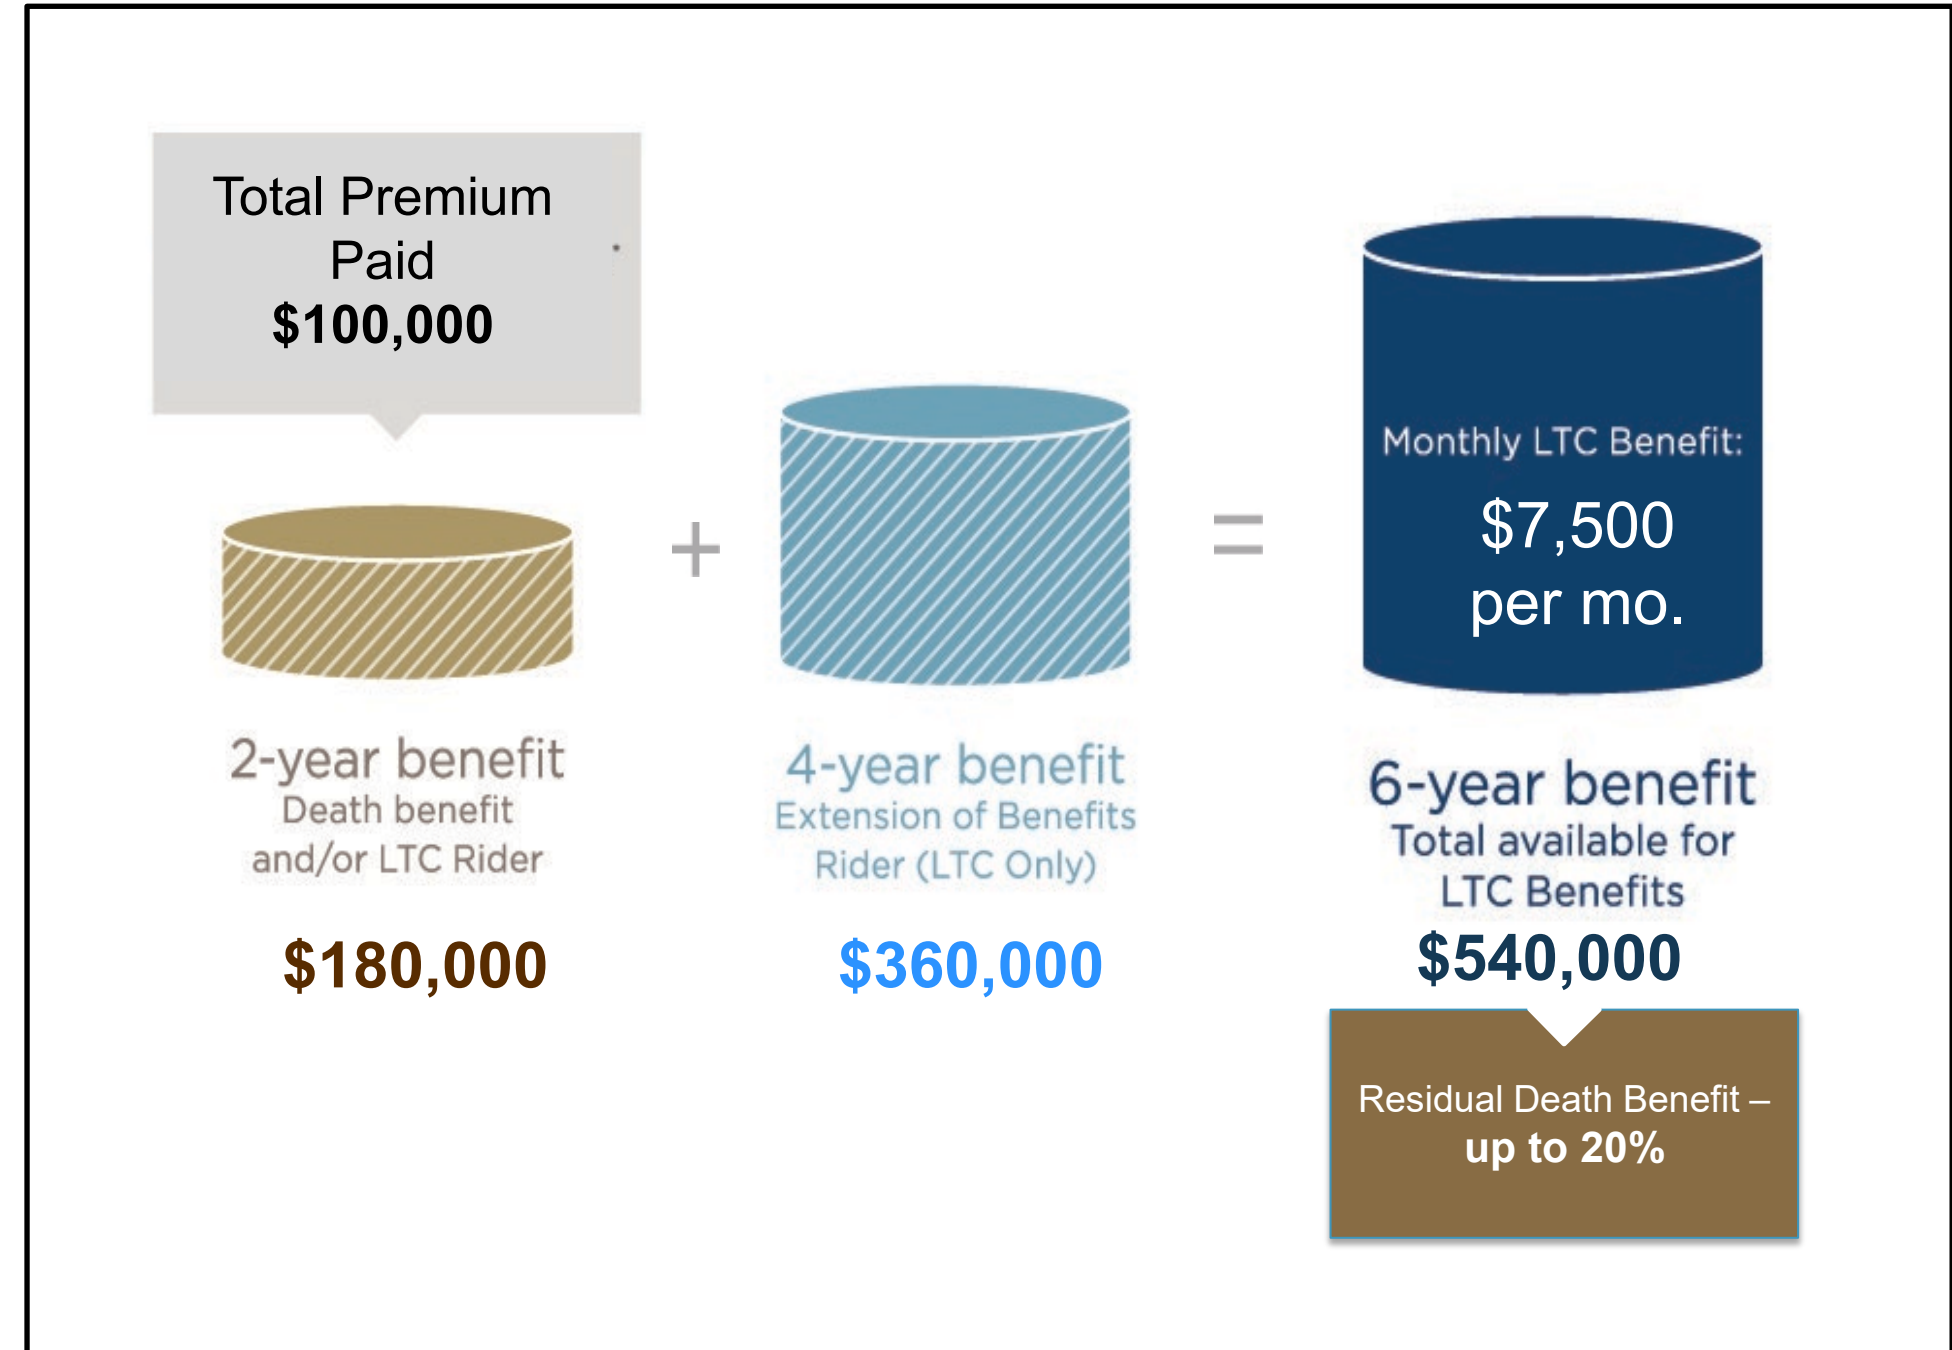 Total Premium
Paid
$100,000
2-year benefit
Death benefit
and/or LTC Rider
$180,000
+
4-year benefit
Extension of Benefits
Rider (LTC Only)
$360,000
=
Monthly LTC Benefit:
$7,500
per mo.
6-year benefit
Total available for
LTC Benefits
$540,000
Residual Death Benefit –
up to 20%